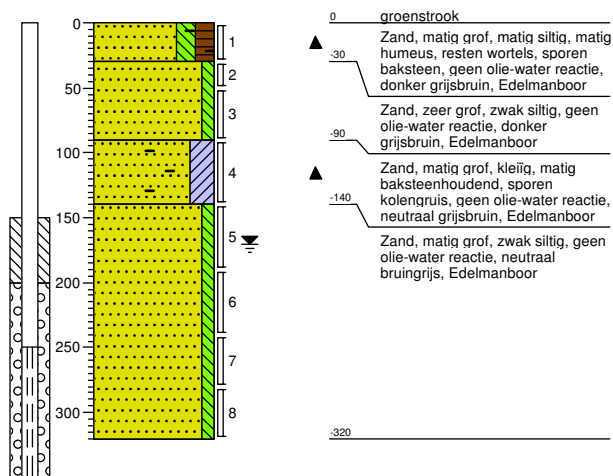 0
50
100
150
200
250
300
1
2
3
4
5
6
7
8
0 groenstrook
Zand, matig grof, matig siltig, matig
humeus, resten wortels, sporen
baksteen, geen olie-water reactie,
donker grijsbruin, Edelmanboor
-30
Zand, zeer grof, zwak siltig, geen
olie-water reactie, donker
grijsbruin, Edelmanboor
-90
Zand, matig grof, kleiïg, matig
baksteenhoudend, sporen
kolengruis, geen olie-water reactie,
neutraal grijsbruin, Edelmanboor
-140
Zand, matig grof, zwak siltig, geen
olie-water reactie, neutraal
bruingrijs, Edelmanboor
-320